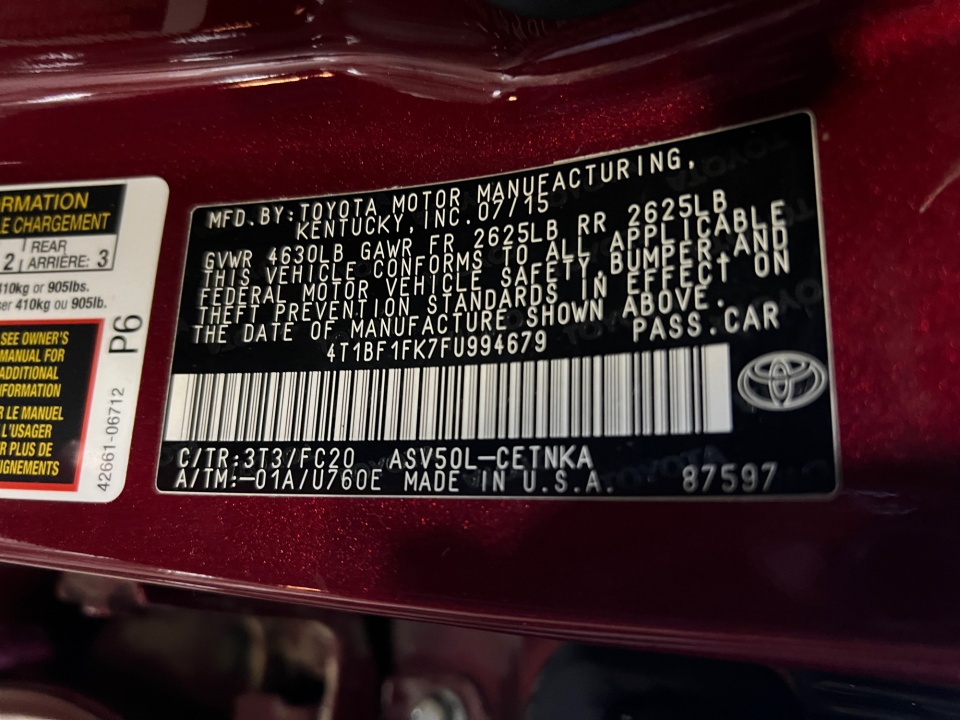 RMATION
E CHARGEMENT
2 REAR
ARRIÈRE: 3
410kg or 905lbs.
ser 410kg ou 905lb.
SEE OWNER'S
MANUAL FOR
ADDITIONAL
NFORMATION
R LE MANUEL
L'USAGER
R PLUS DE
IGNEMENTS
P6
42661-06712
MFD.BY:TOYOTA MOTOR MANUFACTURING,
KENTUCKY,INC.07/15
GVWR 4630LB GAWR FR 2625LB RR 2625LB
THIS VEHICLE CONFORMS TO ALL APPLICABLE
FEDERAL MOTOR VEHICLE SAFETY,BUMPER,AND
THEFT PREVENTION STANDARDS IN EFFECT ON
THE DATE OF MANUFACTURE SHOWN ABOVE.
4T1BF1FK7FU994679 PASS.CAR
C/TR:3T3/FC20 ASV50L-CETNKA
A/TM:-01A/U760E MADE IN U.S.A. 87597